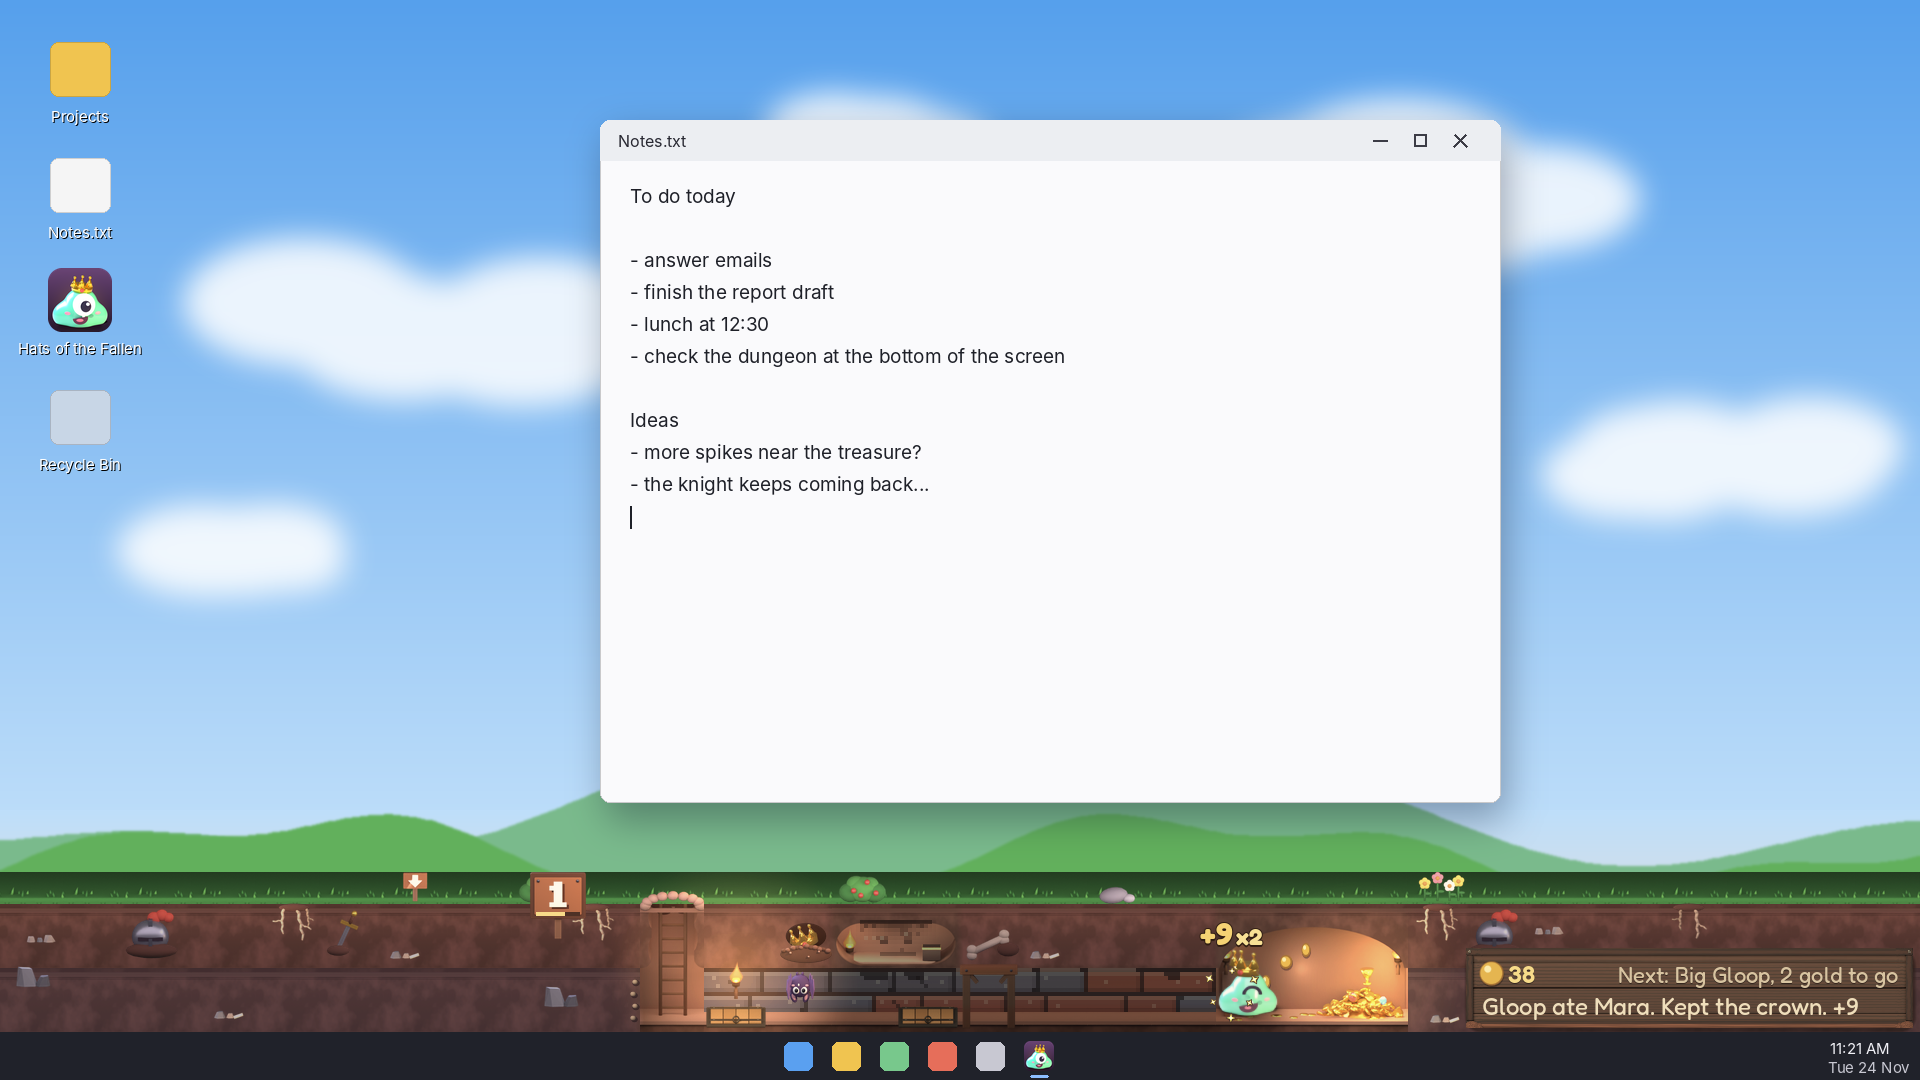 Projects
Notes.txt
Hats of the Fallen
Recycle Bin
Notes.txt
To do today
- answer emails
- finish the report draft
- lunch at 12:30
- check the dungeon at the bottom of the screen
Ideas
- more spikes near the treasure?
- the knight keeps coming back...
1
+9 x2
38
Next: Big Gloop, 2 gold to go
Gloop ate Mara. Kept the crown. +9
11:21 AM
Tue 24 Nov